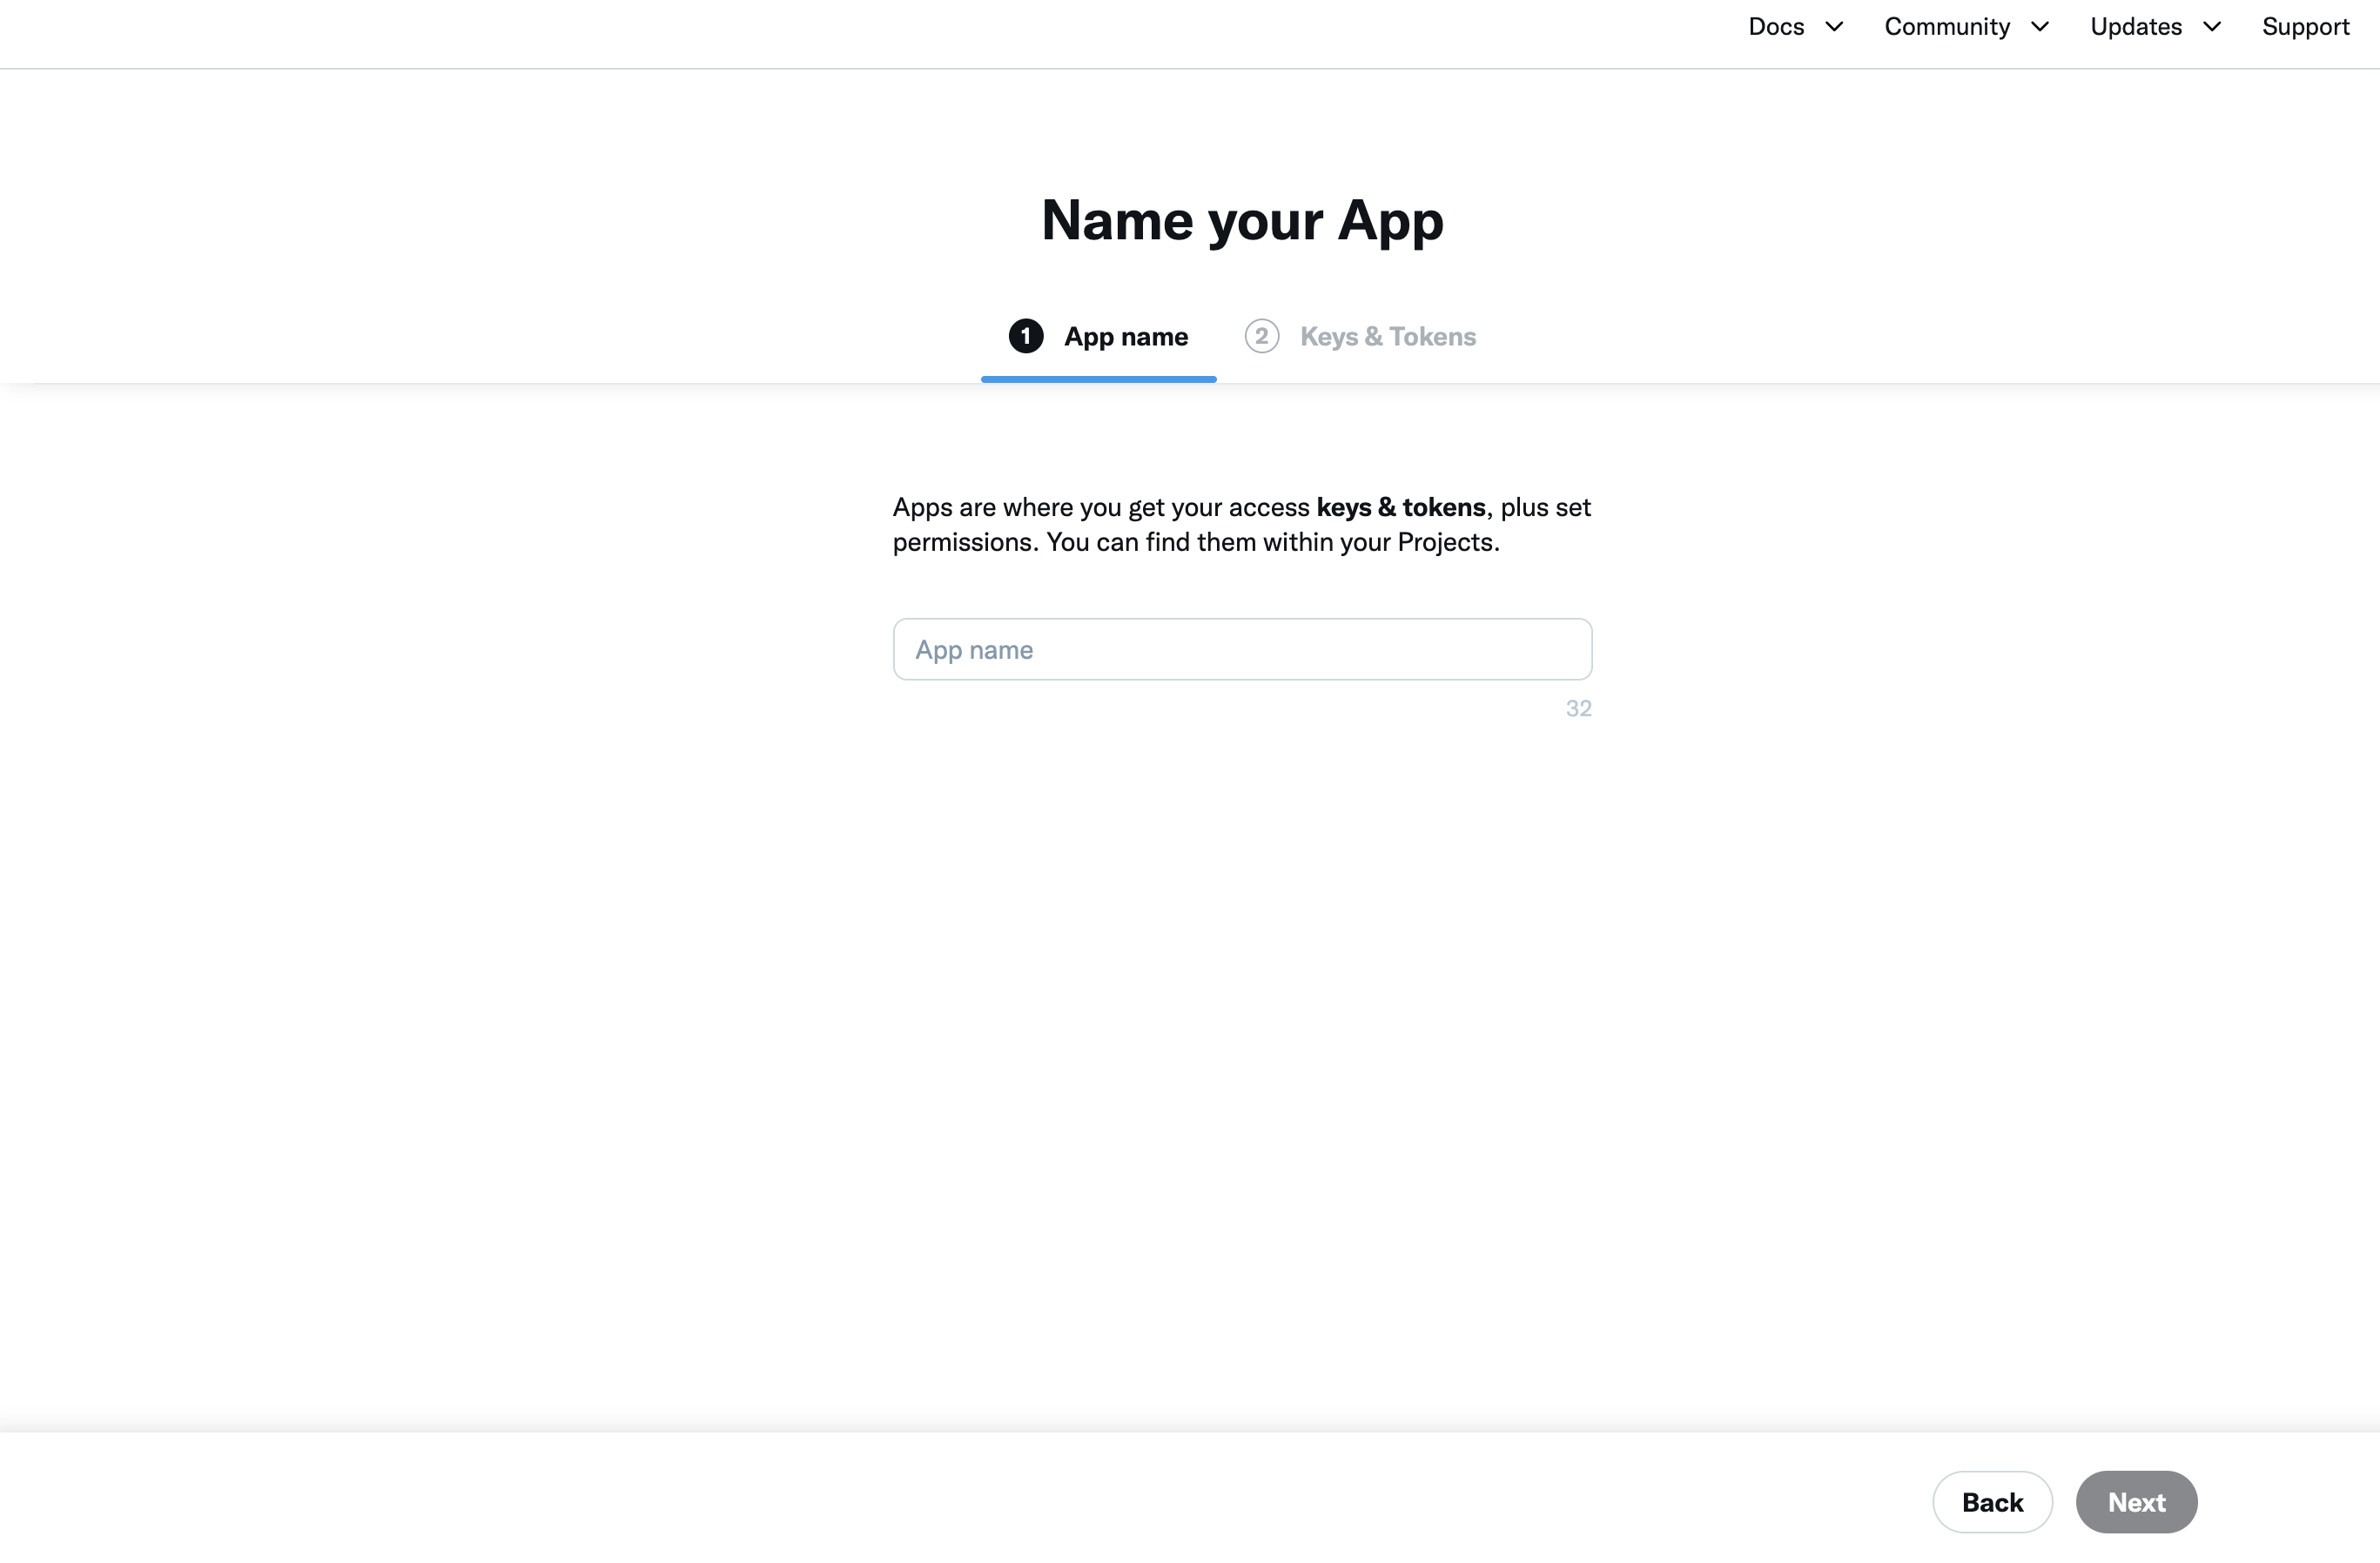 Docs Community Updates Support
Name your App
1 App name 2 Keys & Tokens
Apps are where you get your access keys & tokens, plus set
permissions. You can find them within your Projects.
App name
32
Back Next